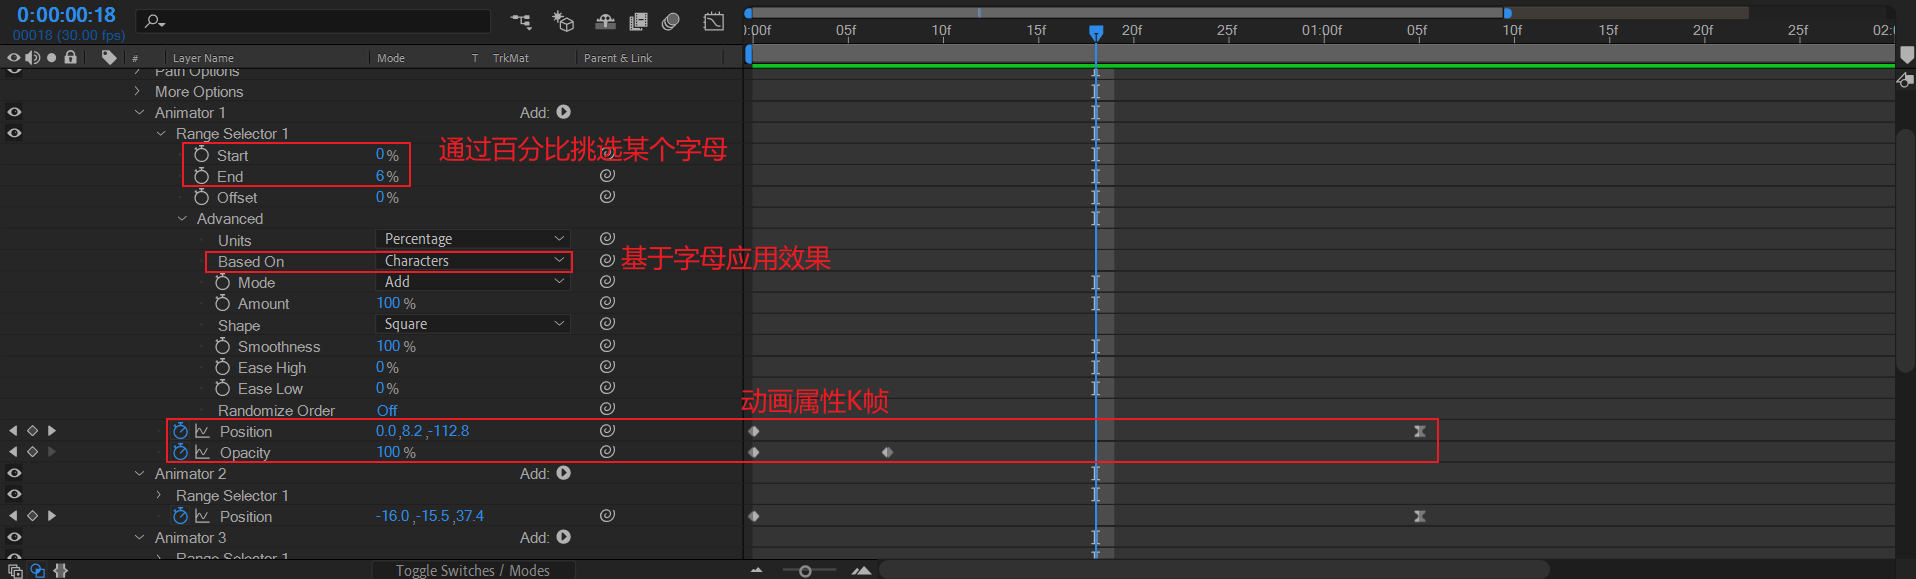 0:00:00:18
00018 (30.00 fps)
:00f 05f 10f 15f 20f 25f 01:00f 05f 10f 15f 20f 25f 02:0
# Layer Name Mode T TrkMat Parent & Link
Path Options
More Options
Animator 1 Add:
Range Selector 1
Start 0 %
通过百分比挑选某个字母
End 6 %
Offset 0 %
Advanced
Units Percentage
Based On Characters
基于字母应用效果
Mode Add
Amount 100 %
Shape Square
Smoothness 100 %
Ease High 0 %
Ease Low 0 %
动画属性K帧
Randomize Order Off
Position 0.0,8.2,-112.8
Opacity 100 %
Animator 2 Add:
Range Selector 1
Position -16.0,-15.5,37.4
Animator 3 Add:
Range Selector 1
Toggle Switches / Modes